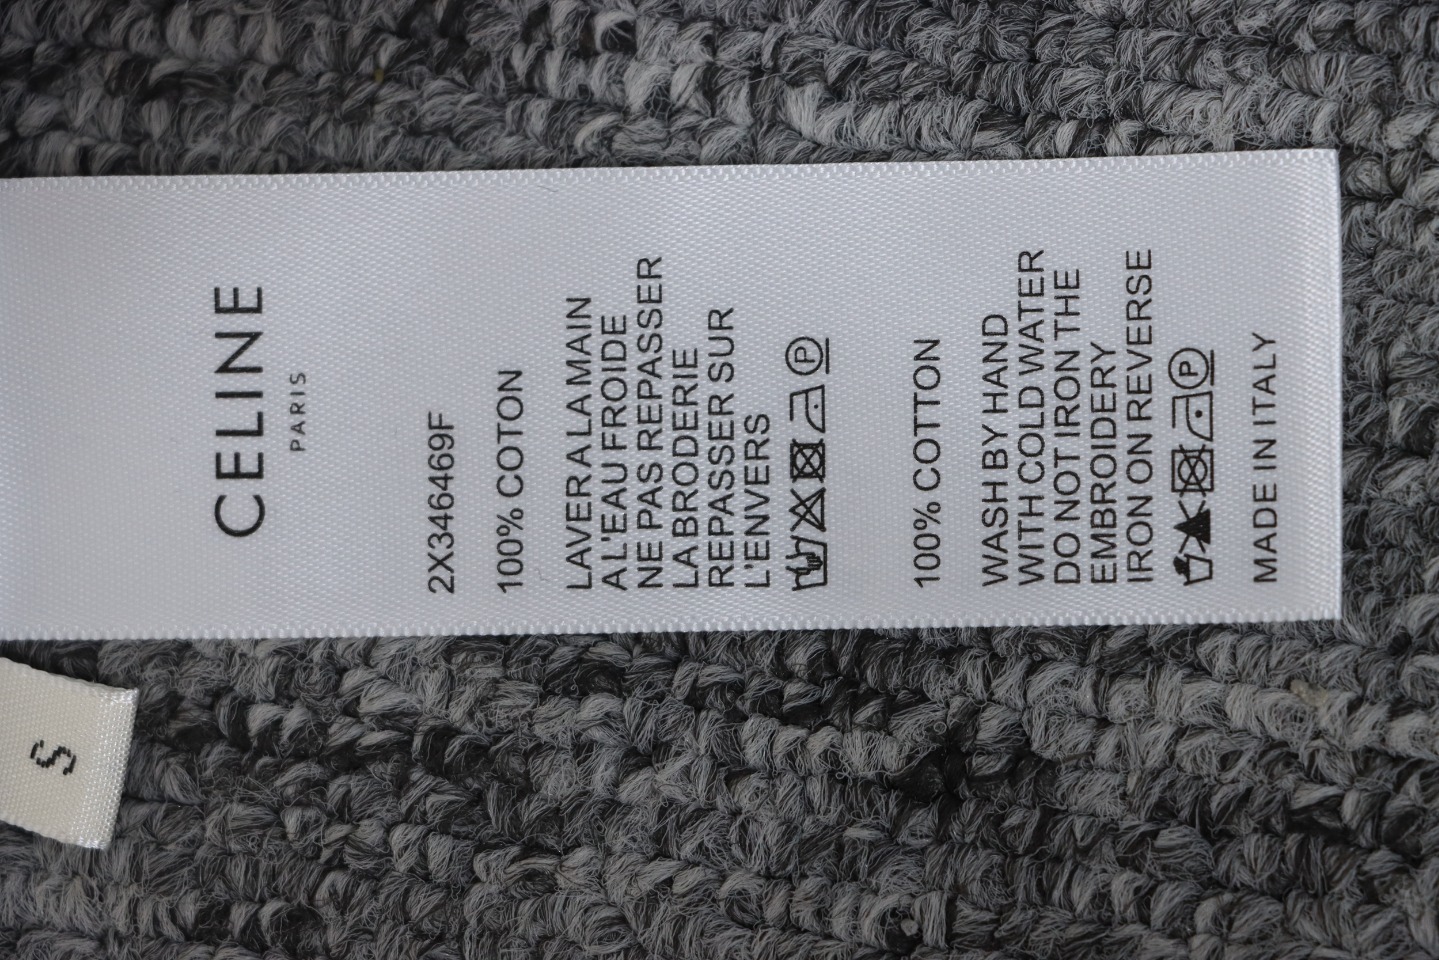 CELINE
PARIS
2X346469F
100% COTON
LAVER A LA MAIN
A L'EAU FROIDE
NE PAS REPASSER
LA BRODERIE
REPASSER SUR
L'ENVERS
P
100% COTTON
WASH BY HAND
WITH COLD WATER
DO NOT IRON THE
EMBROIDERY
IRON ON REVERSE
P
MADE IN ITALY
S